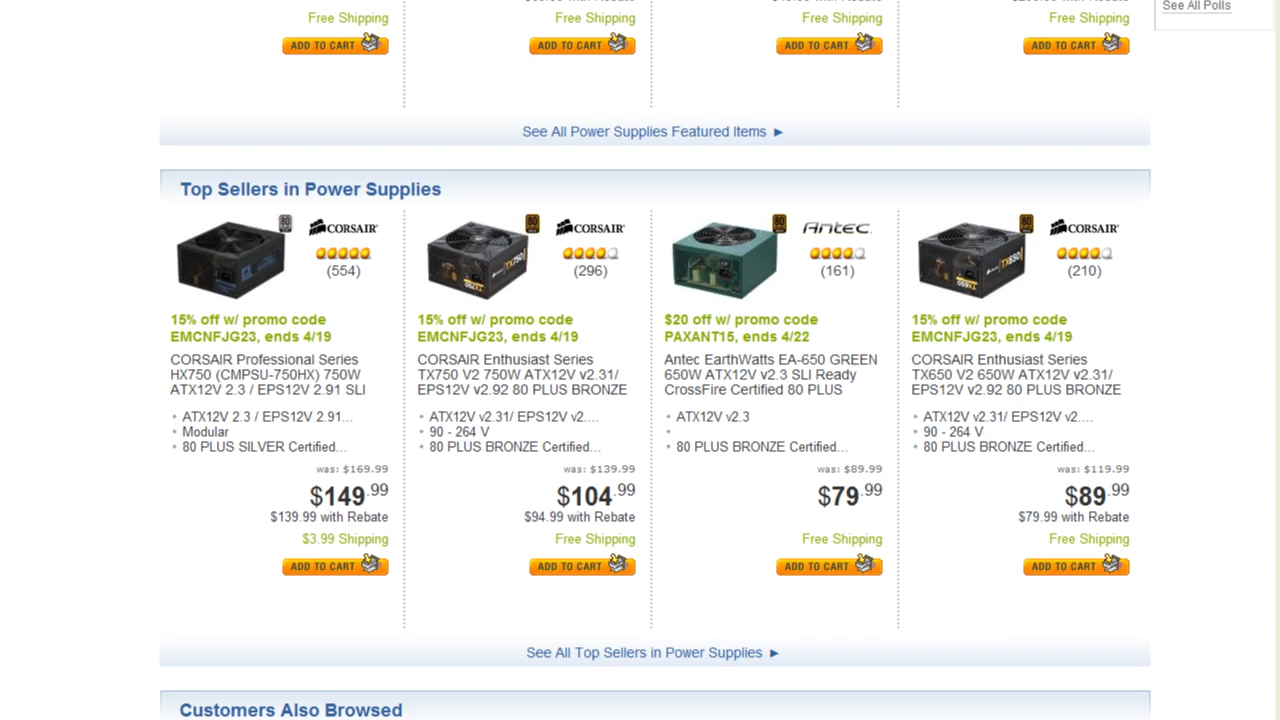 See All Polls
Free Shipping
Free Shipping
Free Shipping
ADD TO CART
ADD TO CART
ADD TO CART
ADD TO CART
See All Power Supplies Featured Items ►
Top Sellers in Power Supplies
CORSAIR
(554)
15% off w/ promo code
EMCNFJG23, ends 4/19
CORSAIR Professional Series
HX750 (CMPSU-750HX) 750W
ATX12V 2.3 / EPS12V 2.91 SLI
• ATX12V 2.3 / EPS12V 2.91...
• Modular
• 80 PLUS SILVER Certified...
was: $169.99
$149.99
$139.99 with Rebate
$3.99 Shipping
ADD TO CART
80
TX750
CORSAIR
(296)
15% off w/ promo code
EMCNFJG23, ends 4/19
CORSAIR Enthusiast Series
TX750 V2 750W ATX12V v2.31/
EPS12V v2.92 80 PLUS BRONZE
• ATX12V v2.31/ EPS12V v2....
• 90 - 264 V
• 80 PLUS BRONZE Certified...
was: $139.99
$104.99
$94.99 with Rebate
Free Shipping
ADD TO CART
80
Antec
(161)
$20 off w/ promo code
PAXANT15, ends 4/22
Antec EarthWatts EA-650 GREEN
650W ATX12V v2.3 SLI Ready
CrossFire Certified 80 PLUS
• ATX12V v2.3
•
• 80 PLUS BRONZE Certified...
was: $89.99
$79.99
Free Shipping
ADD TO CART
80
TX650
CORSAIR
(210)
15% off w/ promo code
EMCNFJG23, ends 4/19
CORSAIR Enthusiast Series
TX650 V2 650W ATX12V v2.31/
EPS12V v2.92 80 PLUS BRONZE
• ATX12V v2.31/ EPS12V v2....
• 90 - 264 V
• 80 PLUS BRONZE Certified...
was: $119.99
$89.99
$79.99 with Rebate
Free Shipping
ADD TO CART
See All Top Sellers in Power Supplies ►
Customers Also Browsed